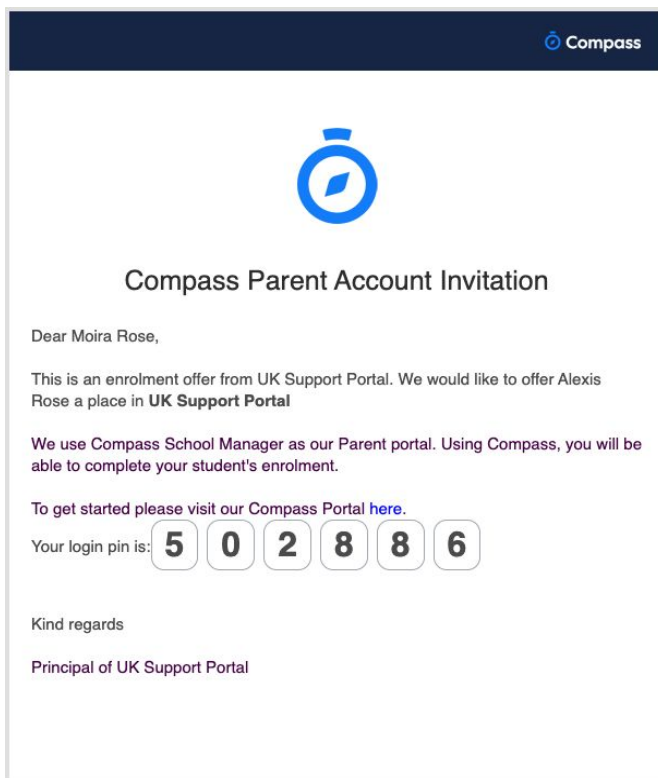 Compass
Compass Parent Account Invitation
Dear Moira Rose,
This is an enrolment offer from UK Support Portal. We would like to offer Alexis
Rose a place in UK Support Portal
We use Compass School Manager as our Parent portal. Using Compass, you will be
able to complete your student's enrolment.
To get started please visit our Compass Portal here.
Your login pin is: 5 0 2 8 8 6
Kind regards
Principal of UK Support Portal